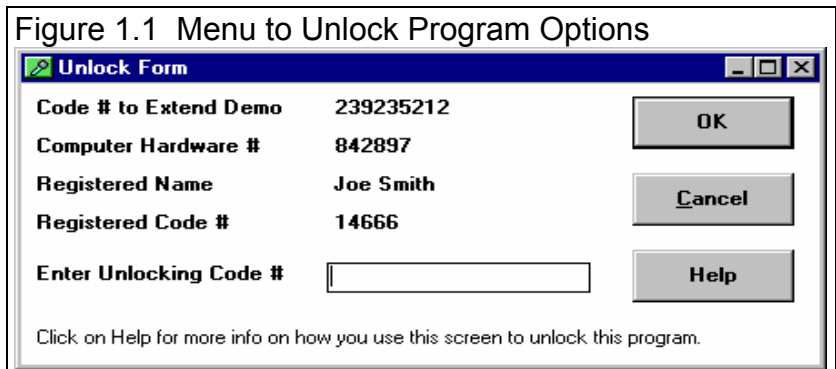 Figure 1.1 Menu to Unlock Program Options
Unlock Form
Code # to Extend Demo 239235212
OK
Computer Hardware # 842897
Registered Name Joe Smith
Cancel
Registered Code # 14666
Enter Unlocking Code #
Help
Click on Help for more info on how you use this screen to unlock this program.